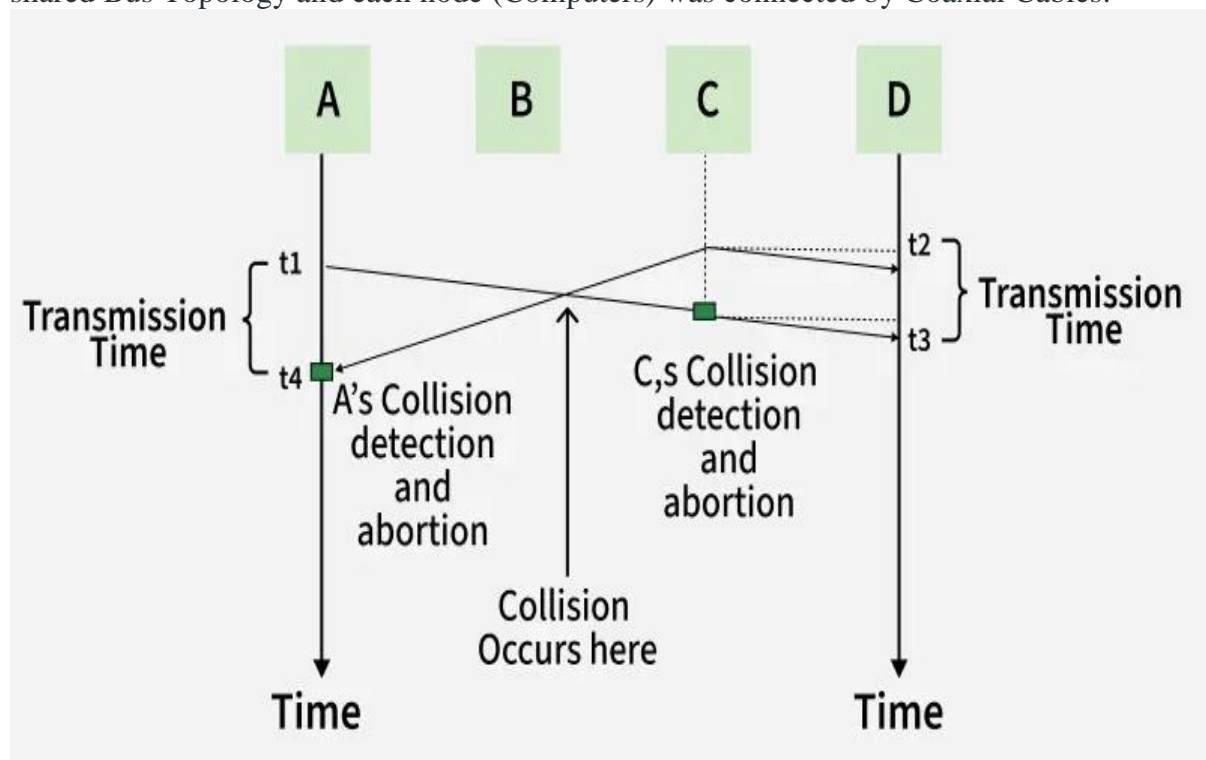 shared Bus Topology and each node (Computers) was connected by Coaxial Cables.
A
B
C
D
t1
t2
Transmission
Time
Transmission
Time
t3
t4
A's Collision
detection
and
abortion
C,s Collision
detection
and
abortion
Collision
Occurs here
Time
Time